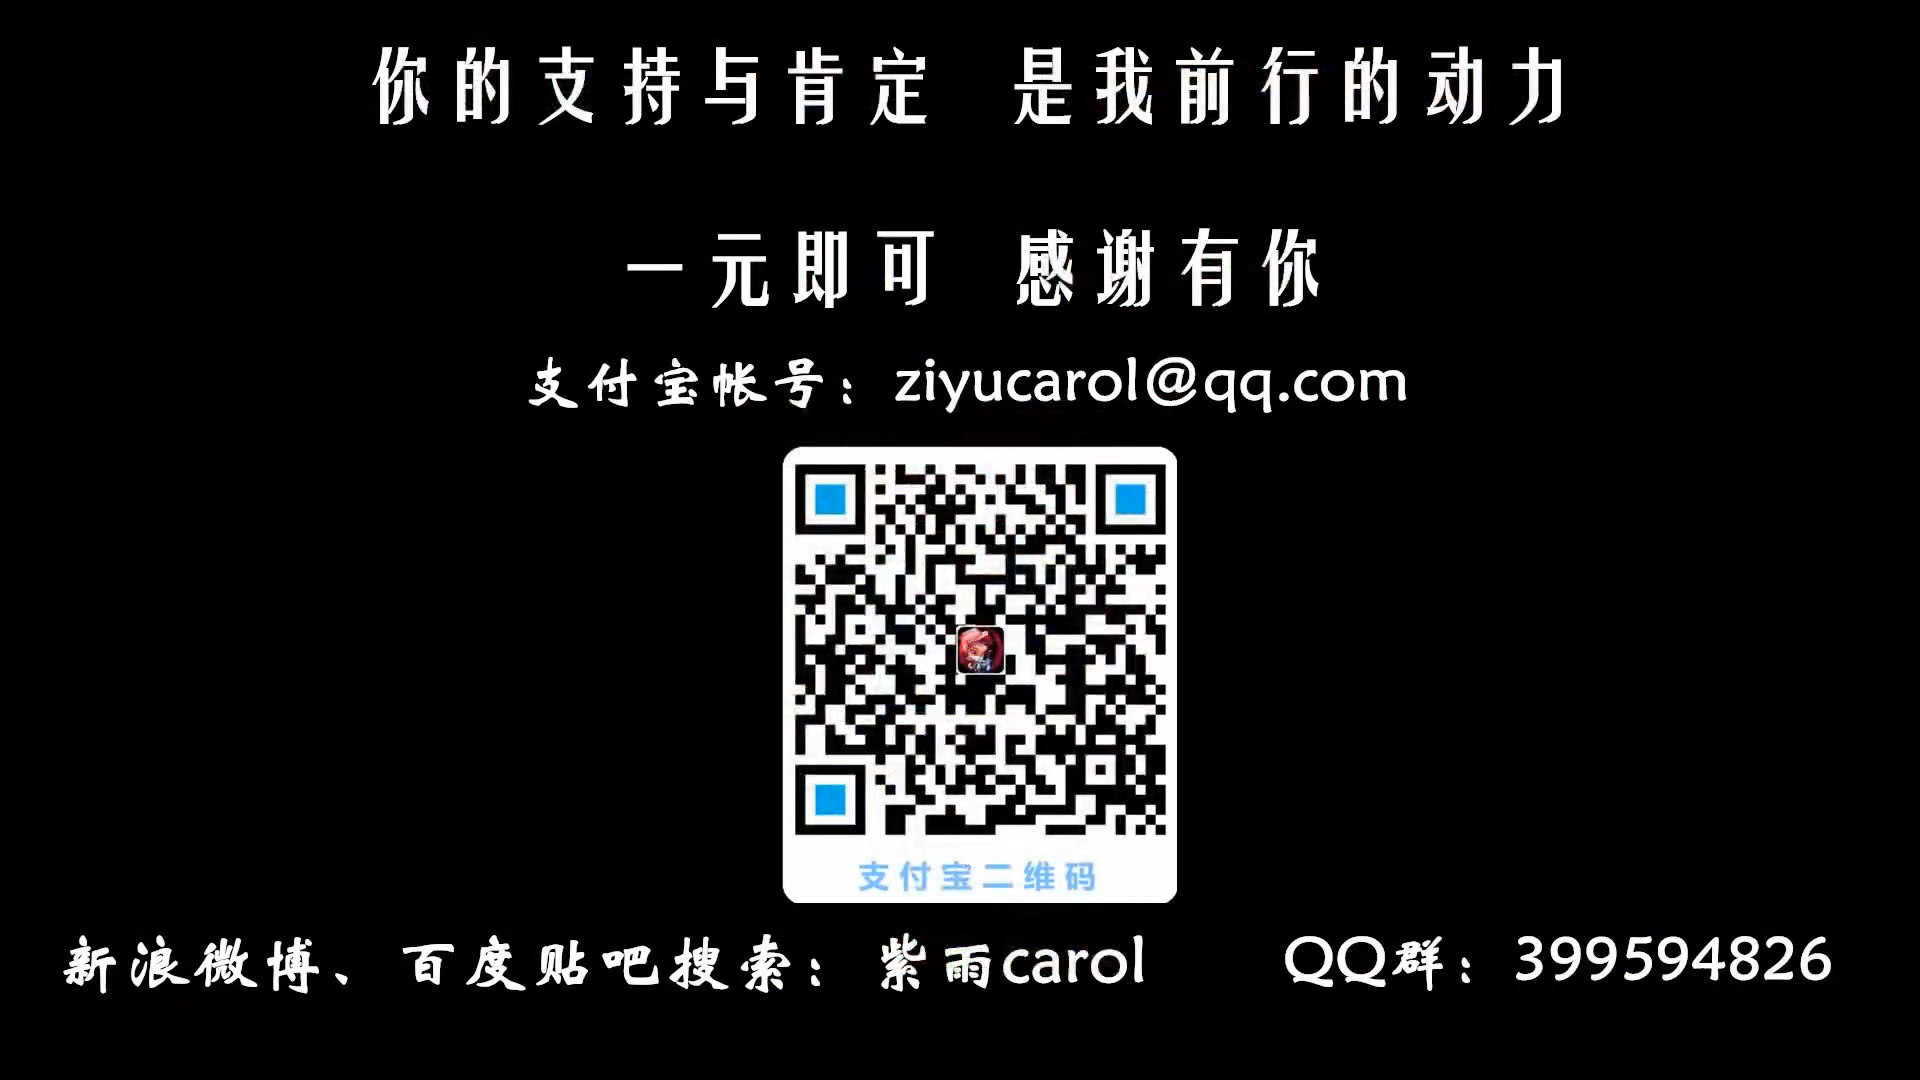 你的支持与肯定 是我前行的动力
一元即可 感谢有你
支付宝帐号：ziyucarol@qq.com
支付宝二维码
新浪微博、百度贴吧搜索：紫雨carol QQ群：399594826